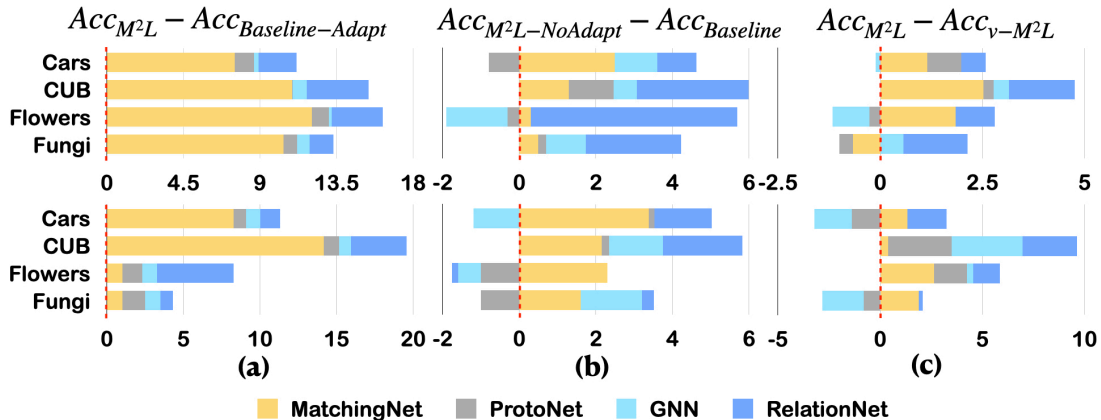 Acc_{M²L} − Acc_{Baseline−Adapt} Acc_{M²L−NoAdapt} − Acc_{Baseline} Acc_{M²L} − Acc_{v−M²L}
Cars
CUB
Flowers
Fungi
0 4.5 9 13.5 18 -2 0 2 4 6 -2.5 0 2.5 5
Cars
CUB
Flowers
Fungi
0 5 10 15 20 -2 0 2 4 6 -5 0 5 10
(a) (b) (c)
MatchingNet ProtoNet GNN RelationNet